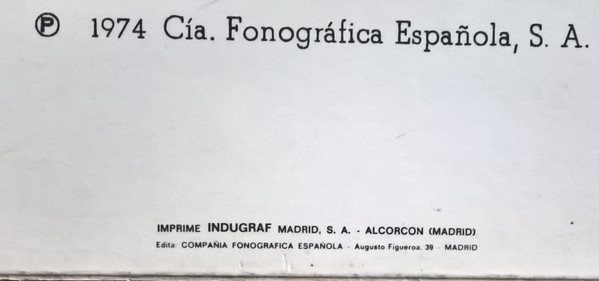 ℗ 1974 Cía. Fonográfica Española, S. A.
IMPRIME INDUGRAF MADRID, S. A. - ALCORCON (MADRID)
Edita: COMPAÑIA FONOGRAFICA ESPAÑOLA - Augusto Figueroa, 39 - MADRID